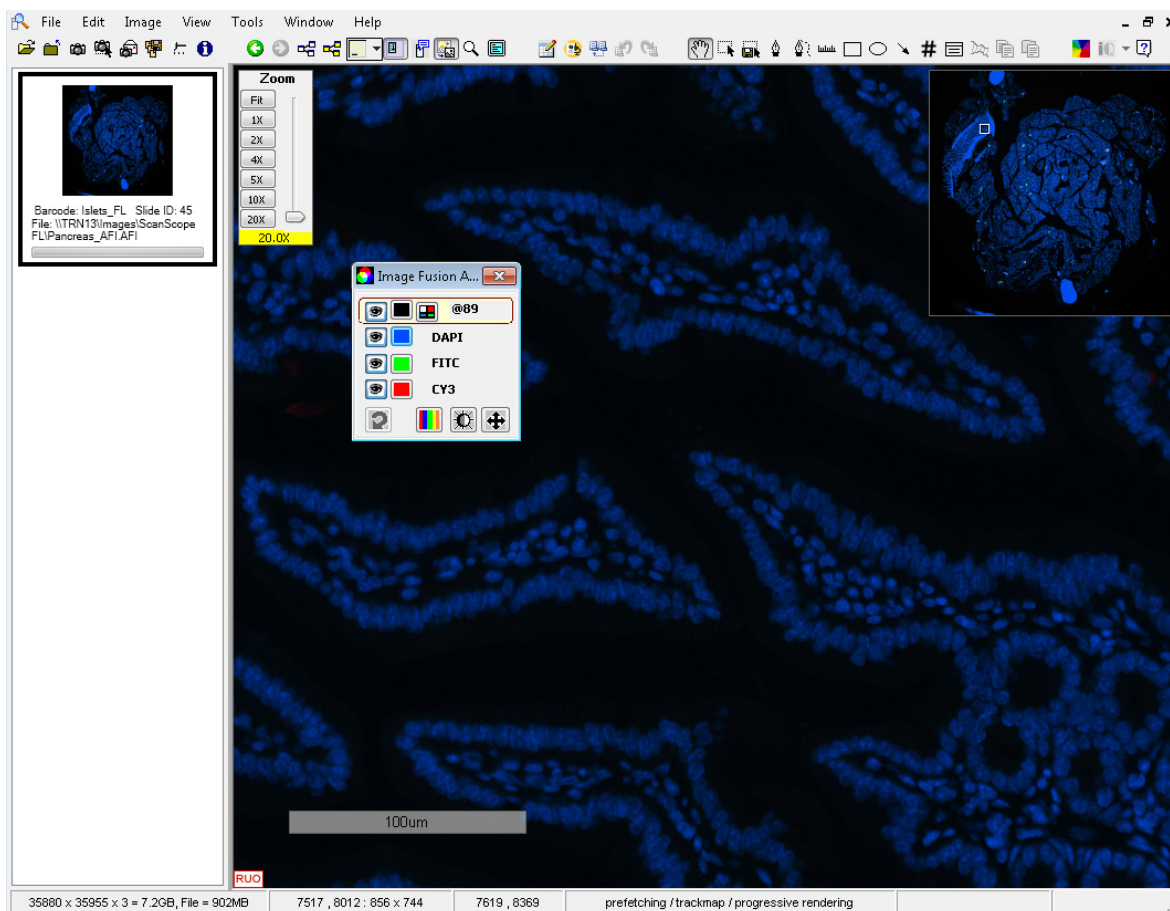 File Edit Image View Tools Window Help
iQ
Zoom
Fit
1X
2X
4X
5X
10X
20X
20.0X
Barcode: Islets_FL Slide ID: 45
File: \\TRN13\Images\ScanScope
FL\Pancreas_AFI.AFI
Image Fusion A...
@89
DAPI
FITC
CY3
100um
RUO
35880 x 35955 x 3 = 7.2GB, File = 902MB 7517 , 8012 : 856 x 744 7619 , 8369 prefetching / trackmap / progressive rendering